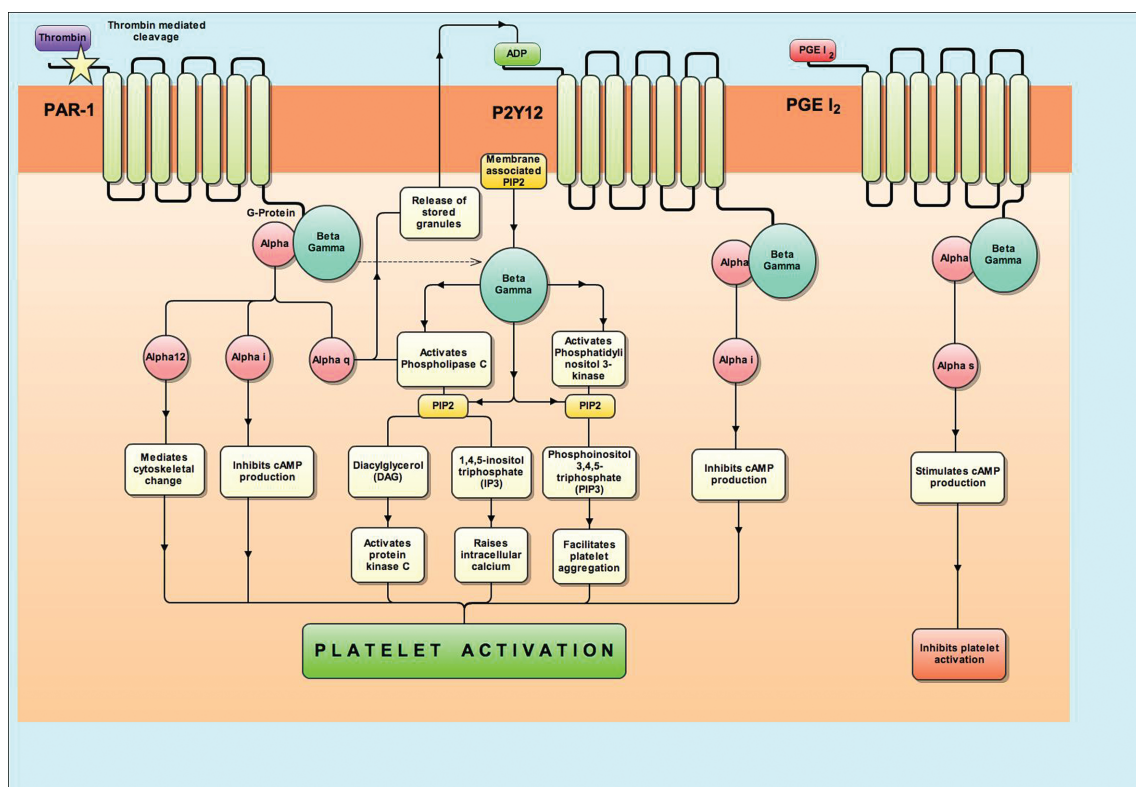 Thrombin
Thrombin mediated
cleavage
ADP
PGE I 2
PAR-1
P2Y12
PGE I2
Membrane
associated
PIP2
Release of
stored
granules
G-Protein
Alpha
Beta
Gamma
Beta
Gamma
Alpha
Beta
Gamma
Alpha
Beta
Gamma
Alpha12
Alpha i
Alpha q
Activates
Phospholipase C
Activates
Phosphatidyli
nositol 3-
kinase
Alpha i
Alpha s
PIP2
PIP2
Mediates
cytoskeletal
change
Inhibits cAMP
production
Diacylglycerol
(DAG)
1,4,5-inositol
triphosphate
(IP3)
Phosphoinositol
3,4,5-
triphosphate
(PIP3)
Inhibits cAMP
production
Stimulates cAMP
production
Activates
protein
kinase C
Raises
intracellular
calcium
Facilitates
platelet
aggregation
PLATELET ACTIVATION
Inhibits platelet
activation